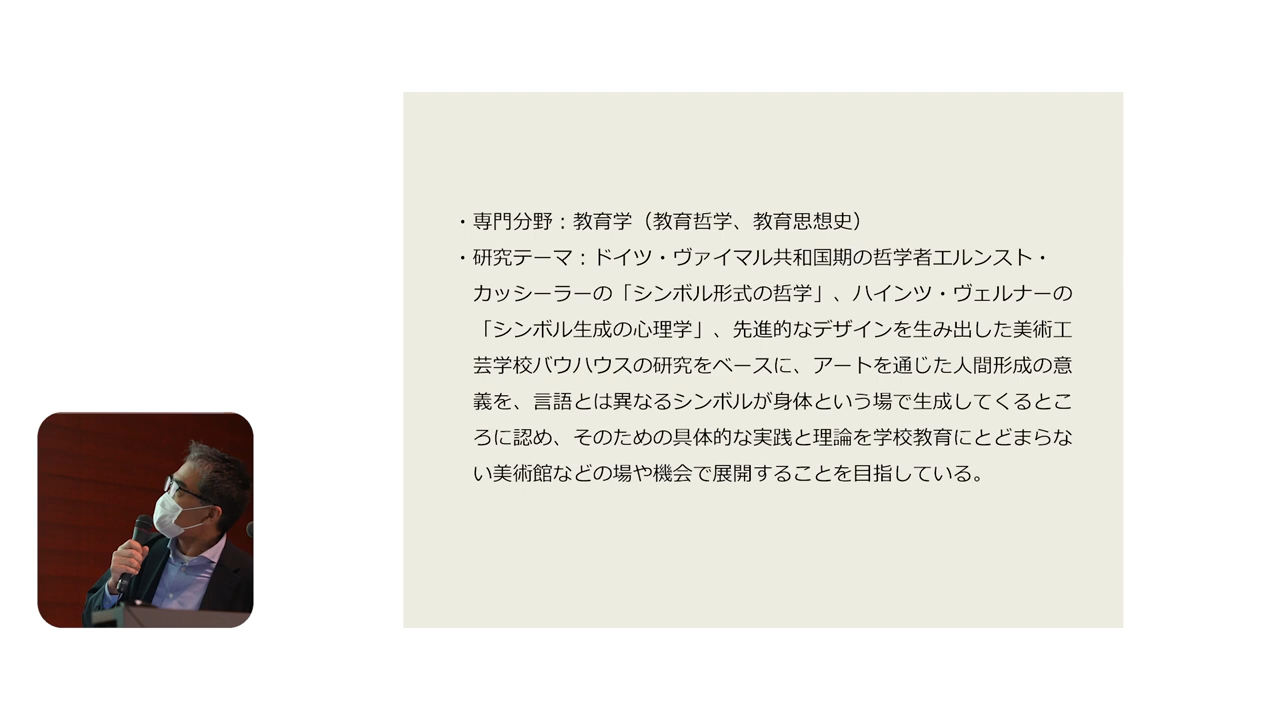 ・専門分野：教育学（教育哲学、教育思想史）
・研究テーマ：ドイツ・ヴァイマル共和国期の哲学者エルンスト・
カッシーラーの「シンボル形式の哲学」、ハインツ・ヴェルナーの
「シンボル生成の心理学」、先進的なデザインを生み出した美術工
芸学校バウハウスの研究をベースに、アートを通じた人間形成の意
義を、言語とは異なるシンボルが身体という場で生成してくるとこ
ろに認め、そのための具体的な実践と理論を学校教育にとどまらな
い美術館などの場や機会で展開することを目指している。